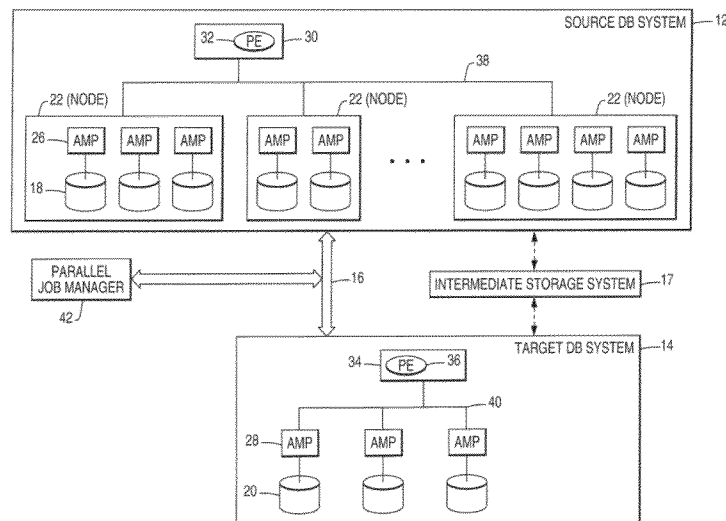 SOURCE DB SYSTEM 12
32 PE 30
38
22 (NODE) 22 (NODE) 22 (NODE)
26 AMP AMP AMP AMP AMP AMP AMP AMP AMP
18
PARALLEL
JOB MANAGER
42
16
INTERMEDIATE STORAGE SYSTEM 17
TARGET DB SYSTEM 14
34 PE 36
40
28 AMP AMP AMP
20